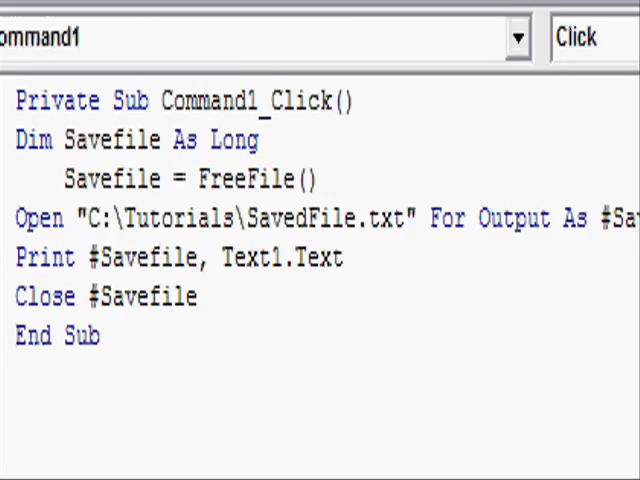 ommand1
Click
Private Sub Command1_Click()
Dim Savefile As Long
Savefile = FreeFile()
Open "C:\Tutorials\SavedFile.txt" For Output As #Sa
Print #Savefile, Text1.Text
Close #Savefile
End Sub